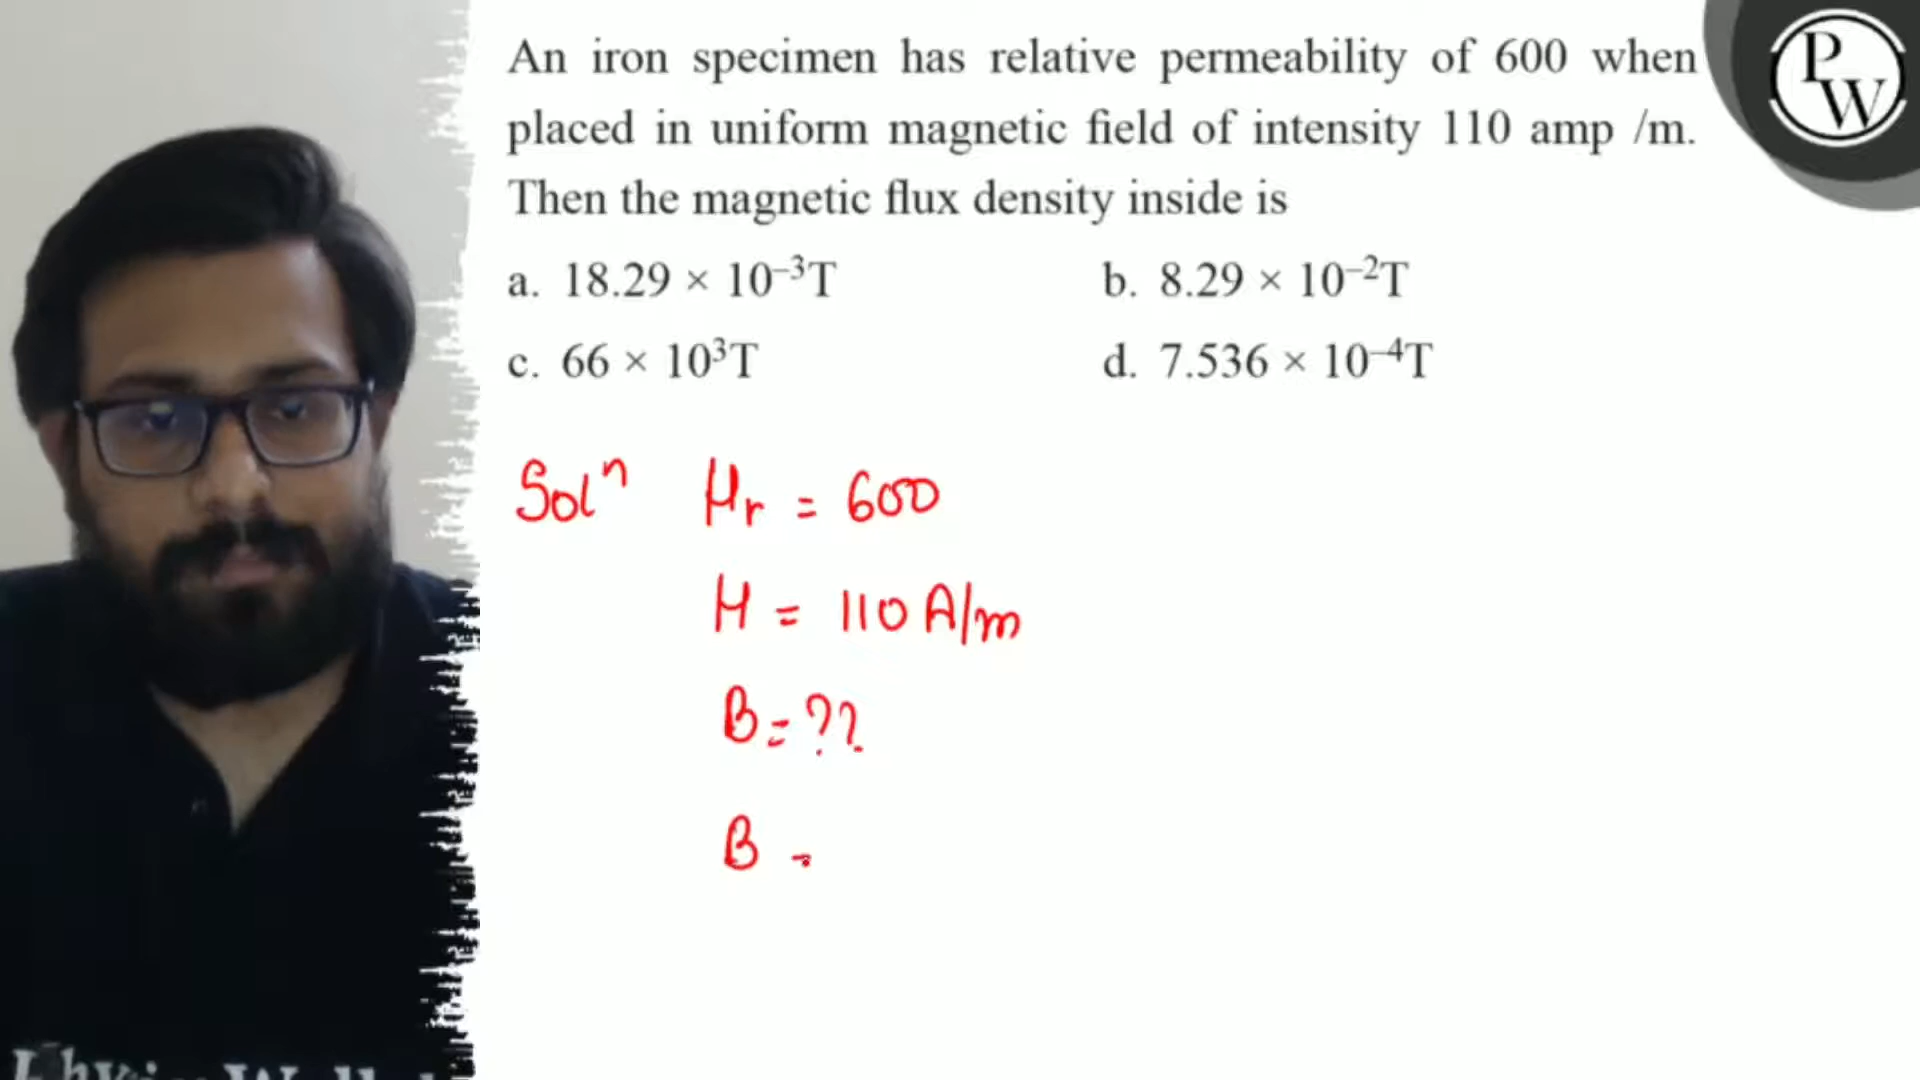 An iron specimen has relative permeability of 600 when
placed in uniform magnetic field of intensity 110 amp /m.
Then the magnetic flux density inside is
a. 18.29 × 10⁻³T b. 8.29 × 10⁻²T
c. 66 × 10³T d. 7.536 × 10⁻⁴T
Solⁿ μr = 600
H = 110 A/m
B = ??
B -
PW